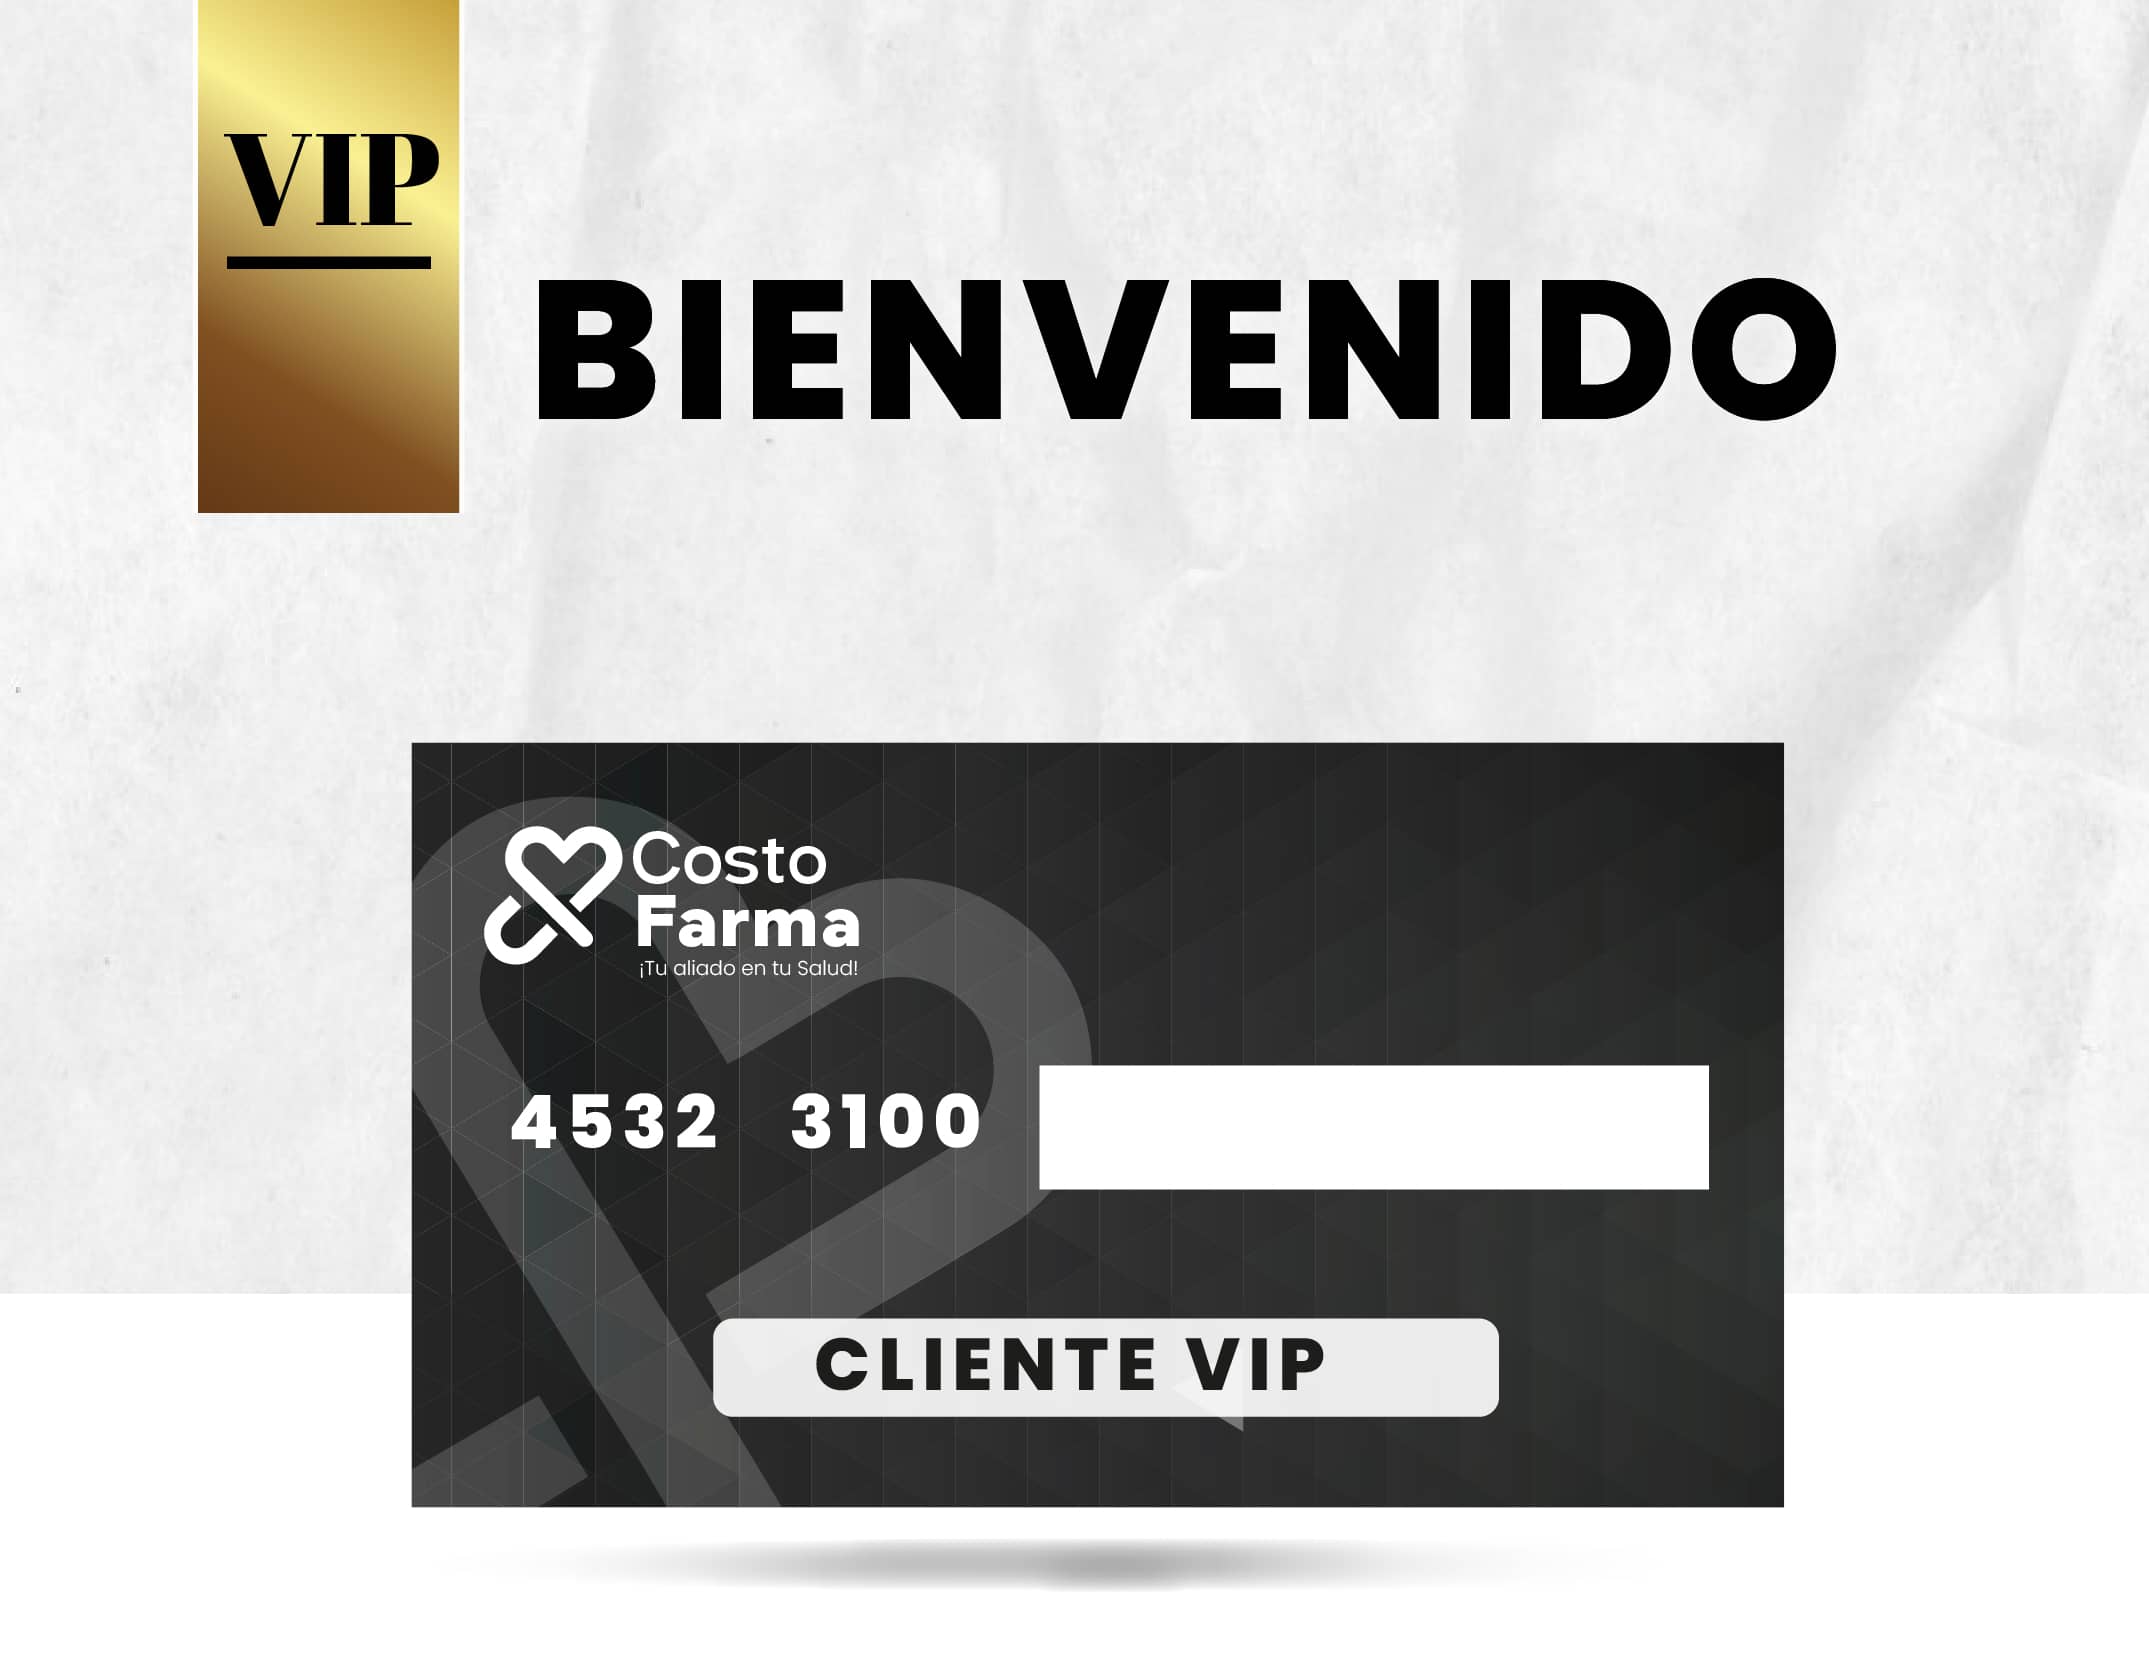 VIP
BIENVENIDO
Costo
Farma
¡Tu aliado en tu Salud!
4532 3100
CLIENTE VIP